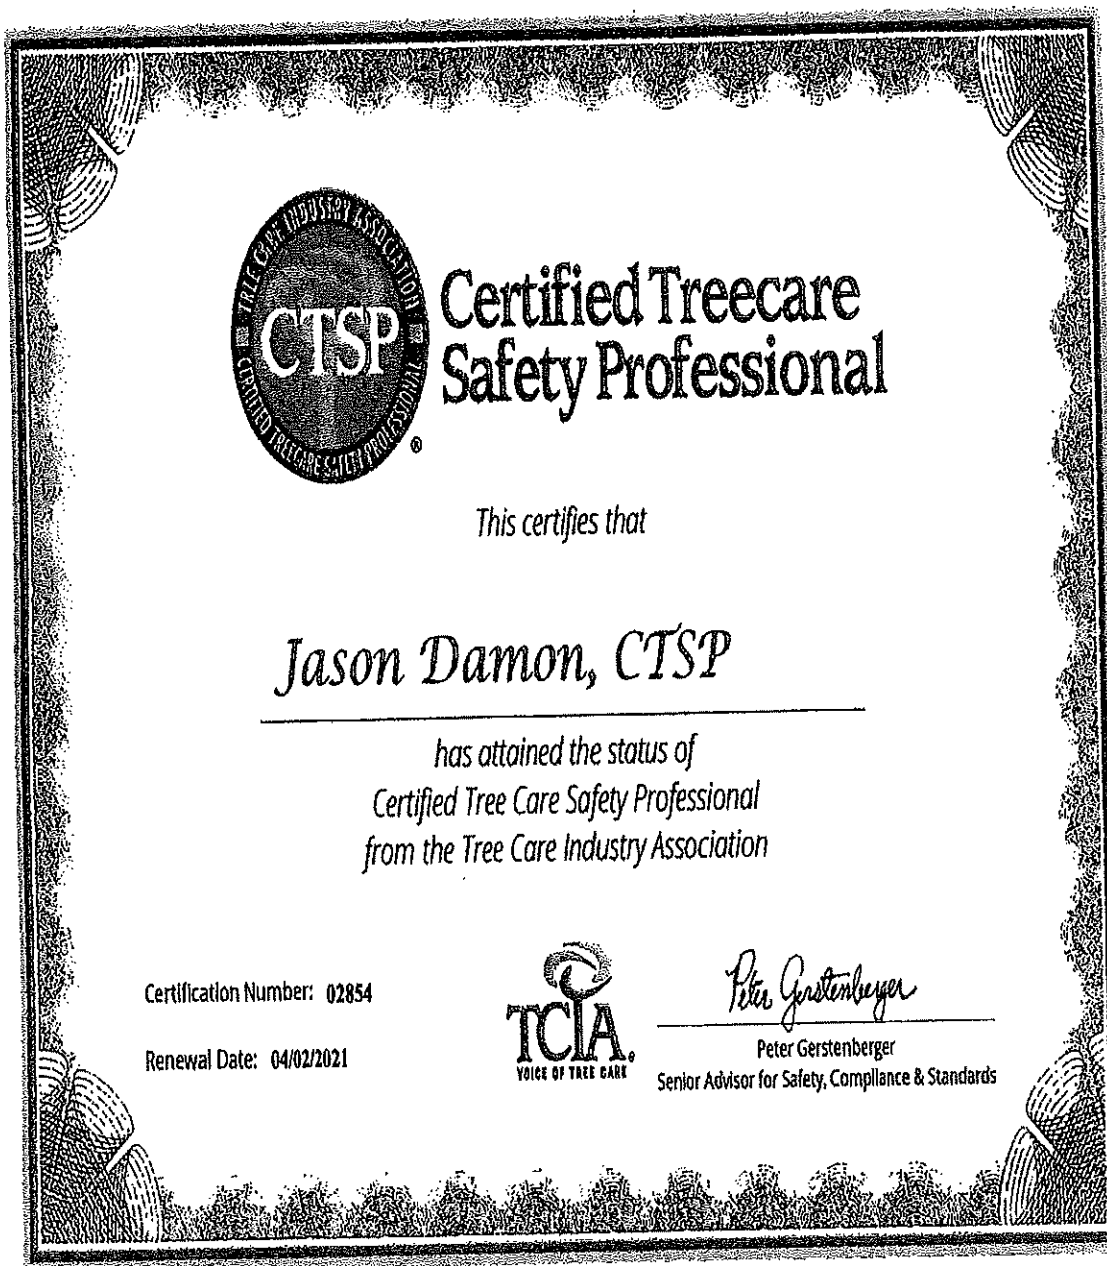 TREE CARE INDUSTRY ASSOCIATION
CTSP
CERTIFIED TREECARE SAFETY PROFESSIONAL
®
Certified Treecare
Safety Professional
This certifies that
Jason Damon, CTSP
has attained the status of
Certified Tree Care Safety Professional
from the Tree Care Industry Association
Certification Number: 02854
Renewal Date: 04/02/2021
TCIA®
VOICE OF TREE CARE
Peter Gerstenberger
Peter Gerstenberger
Senior Advisor for Safety, Compliance & Standards